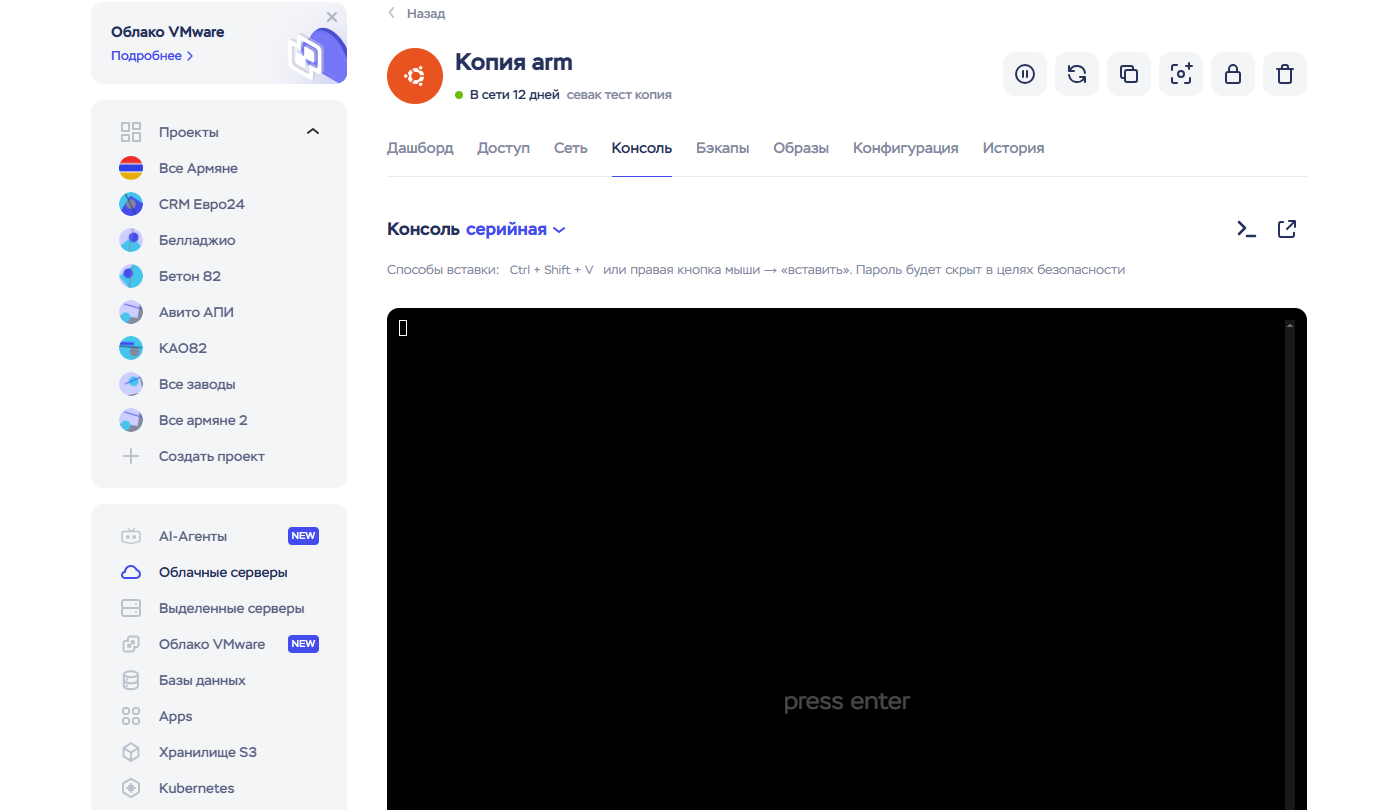 Облако VMware
Подробнее
Проекты
Все Армяне
CRM Евро24
Белладжио
Бетон 82
Авито АПИ
КАО82
Все заводы
Все армяне 2
Создать проект
AI-Агенты NEW
Облачные серверы
Выделенные серверы
Облако VMware NEW
Базы данных
Apps
Хранилище S3
Kubernetes
Назад
Копия arm
В сети 12 дней севак тест копия
Дашборд Доступ Сеть Консоль Бэкапы Образы Конфигурация История
Консоль серийная
Способы вставки: Ctrl + Shift + V или правая кнопка мыши → «вставить». Пароль будет скрыт в целях безопасности
press enter